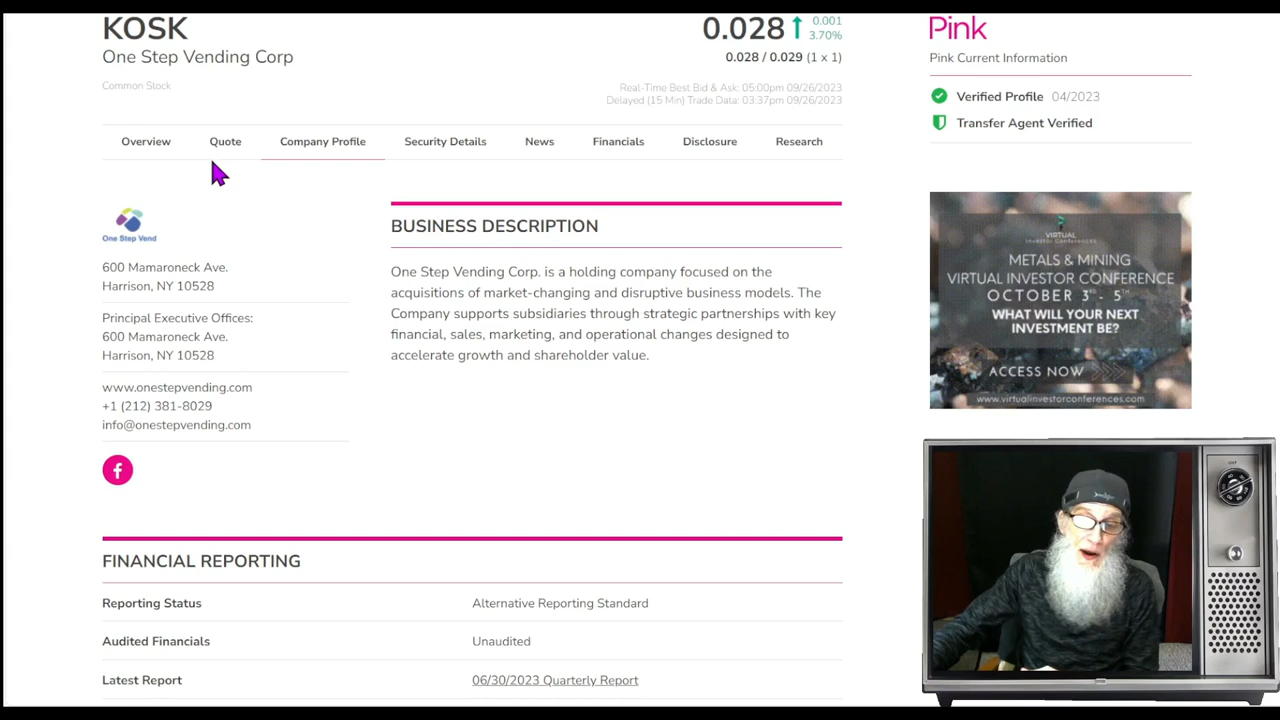 KOSK
One Step Vending Corp
Common Stock
0.028
0.001
3.70%
0.028 / 0.029 (1 x 1)
Real-Time Best Bid & Ask: 05:00pm 09/26/2023
Delayed (15 Min) Trade Data: 03:37pm 09/26/2023
Pink
Pink Current Information
Verified Profile 04/2023
Transfer Agent Verified
Overview Quote Company Profile Security Details News Financials Disclosure Research
One Step Vend
600 Mamaroneck Ave.
Harrison, NY 10528
Principal Executive Offices:
600 Mamaroneck Ave.
Harrison, NY 10528
www.onestepvending.com
+1 (212) 381-8029
info@onestepvending.com
BUSINESS DESCRIPTION
One Step Vending Corp. is a holding company focused on the
acquisitions of market-changing and disruptive business models. The
Company supports subsidiaries through strategic partnerships with key
financial, sales, marketing, and operational changes designed to
accelerate growth and shareholder value.
VIRTUAL
Investor Conferences
METALS & MINING
VIRTUAL INVESTOR CONFERENCE
OCTOBER 3RD - 5TH
WHAT WILL YOUR NEXT
INVESTMENT BE?
ACCESS NOW
www.virtualinvestorconferences.com
FINANCIAL REPORTING
Reporting Status Alternative Reporting Standard
Audited Financials Unaudited
Latest Report 06/30/2023 Quarterly Report